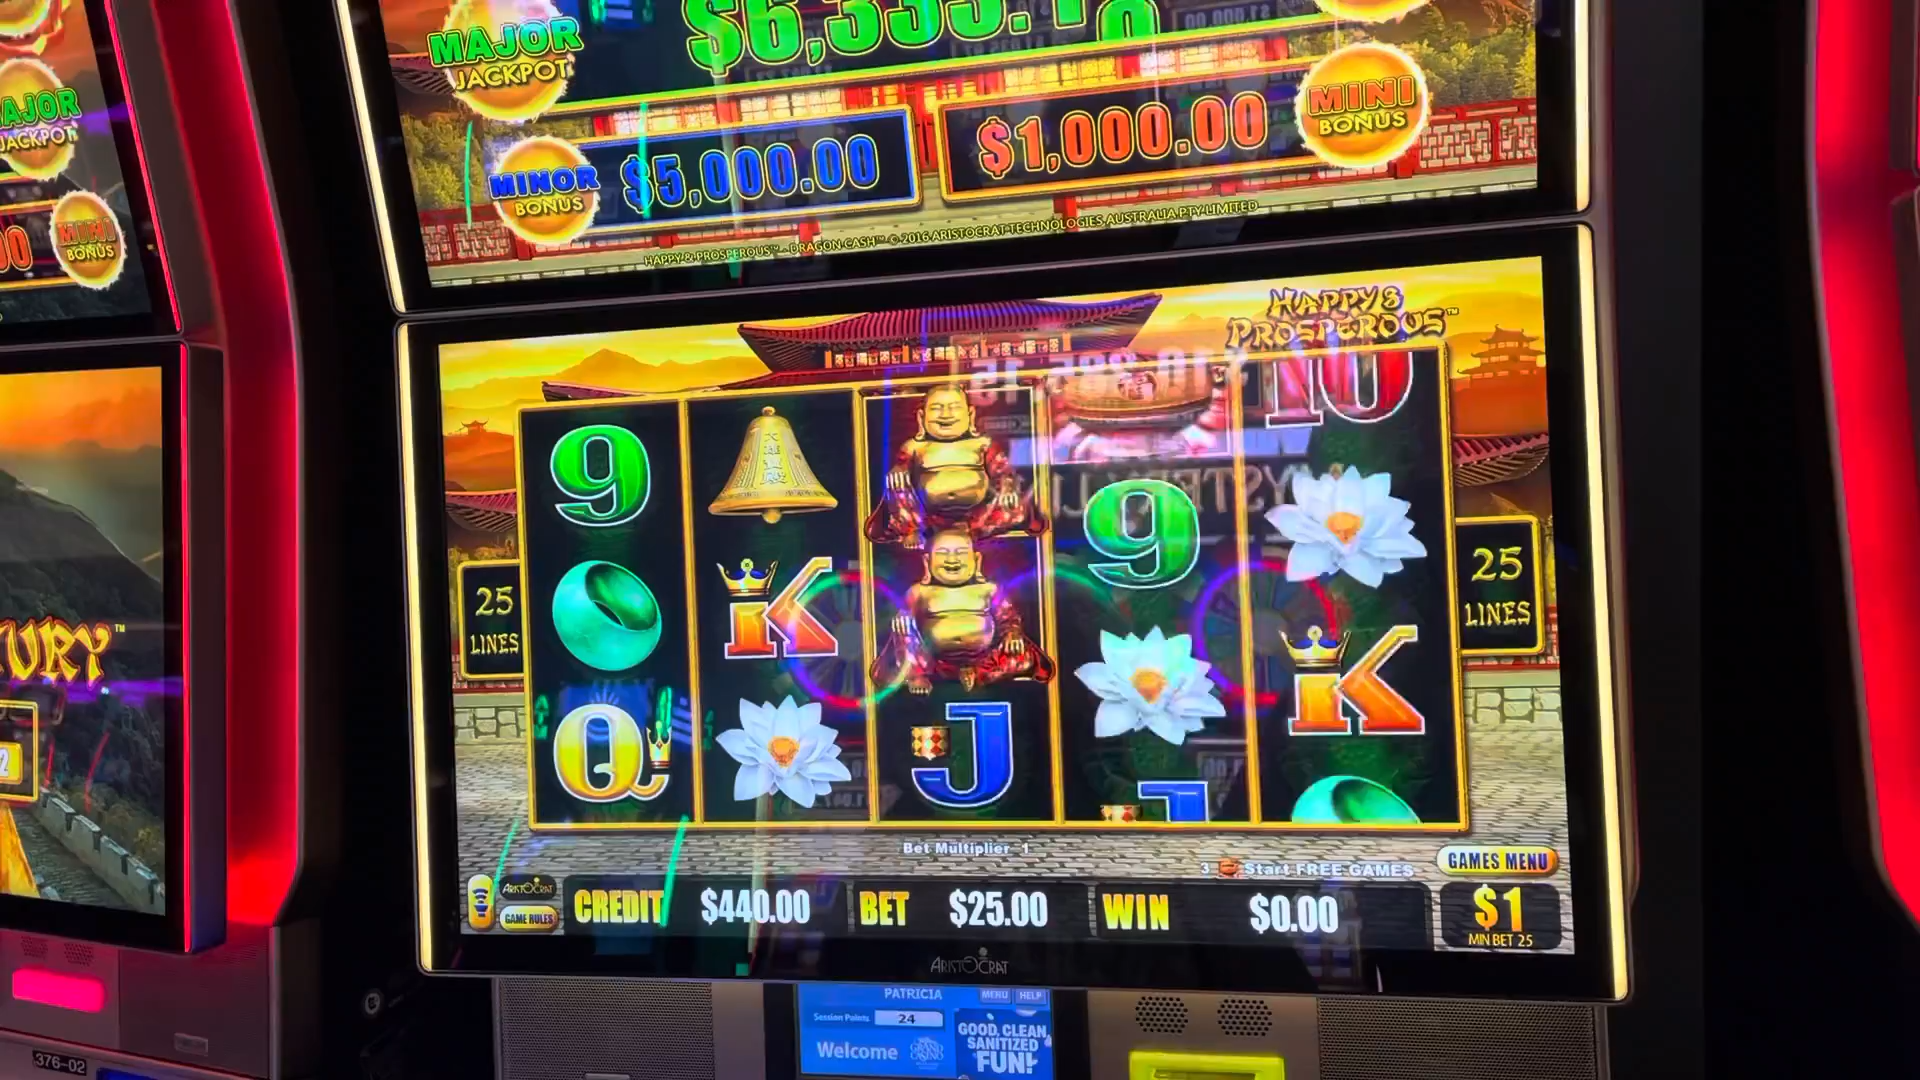 MAJOR
JACKPOT
MINOR
BONUS
$5,000.00
$1,000.00
MINI
BONUS
HAPPY & PROSPEROUS™ - DRAGON CASH™ © 2016 ARISTOCRAT TECHNOLOGIES AUSTRALIA PTY LIMITED
AJOR
JACKPOT
MINI
BONUS
HAPPY &
PROSPEROUS™
10
9
9
K
K
Q
J
25
LINES
25
LINES
Bet Multiplier 1
3 Start FREE GAMES
GAMES MENU
ARISTOCRAT
GAME RULES
CREDIT $440.00
BET $25.00
WIN $0.00
$1
MIN BET 25
ARISTOCRAT
PATRICIA
MENU
HELP
Session Points 24
Welcome
GRAND
CASINO
GOOD, CLEAN,
SANITIZED
FUN!
376-02